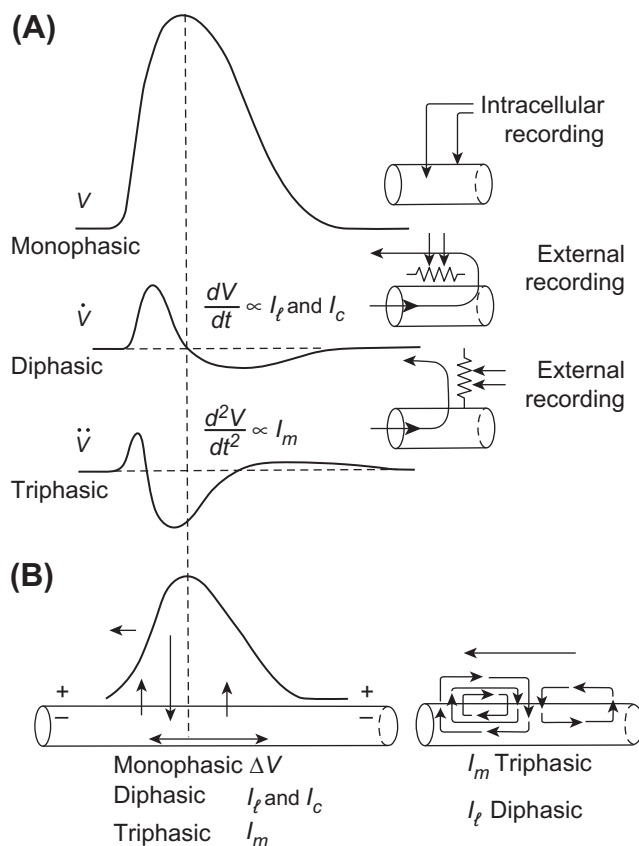 (A)
Intracellular
recording
V
Monophasic
External
recording
V̇
dV/dt ∝ Iℓ and Ic
Diphasic
External
recording
V̈
d²V/dt² ∝ Im
Triphasic
(B)
+ +
− −
Monophasic ΔV
Diphasic Iℓ and Ic
Triphasic Im
Im Triphasic
Iℓ Diphasic